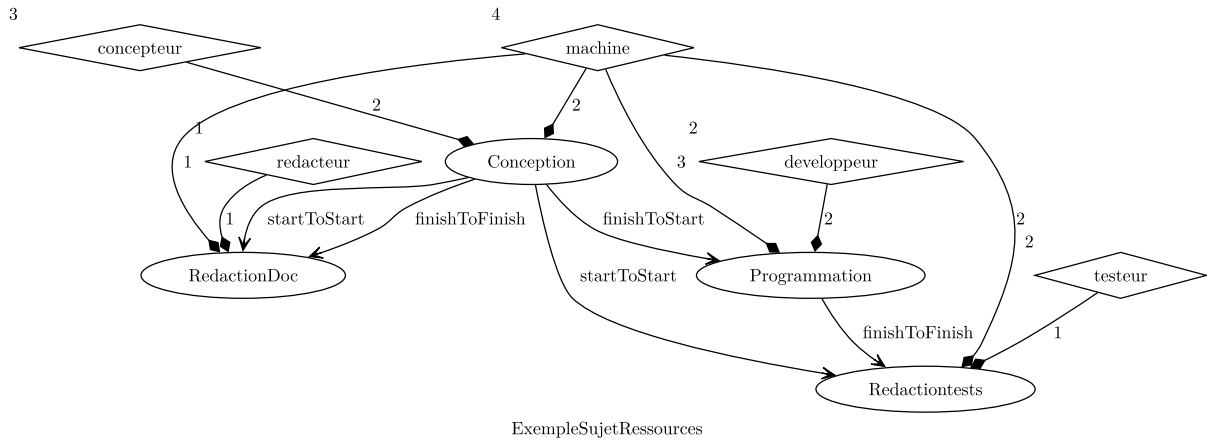 3
4
concepteur
machine
2
2
1
2
redacteur
Conception
developpeur
1
3
1
startToStart
finishToFinish
finishToStart
2
2
2
RedactionDoc
startToStart
Programmation
testeur
finishToFinish
1
Redactiontests
ExempleSujetRessources